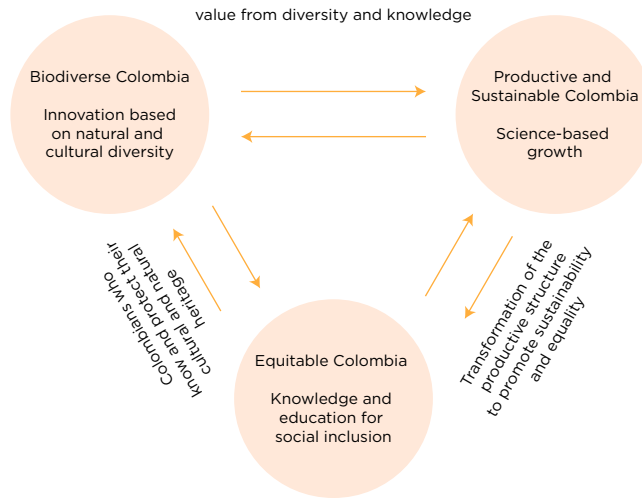 value from diversity and knowledge
Biodiverse Colombia
Innovation based
on natural and
cultural diversity
Productive and
Sustainable Colombia
Science-based
growth
Colombians who
know and protect their
cultural and natural
heritage
Transformation of the
productive structure
to promote sustainability
and equality
Equitable Colombia
Knowledge and
education for
social inclusion